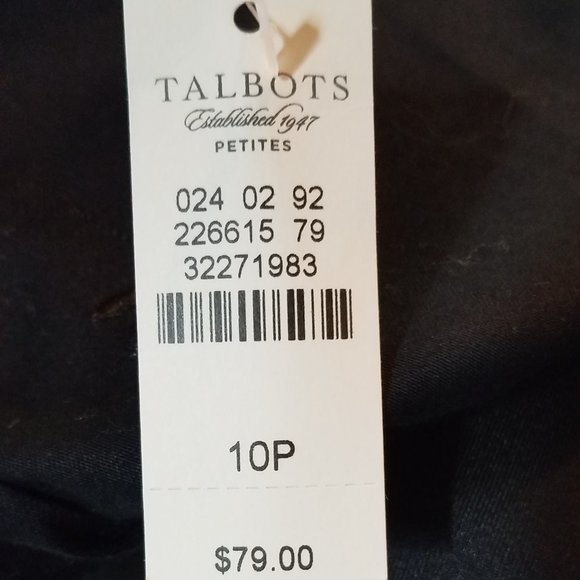 TALBOTS
Established 1947
PETITES
024 02 92
226615 79
32271983
10P
$79.00